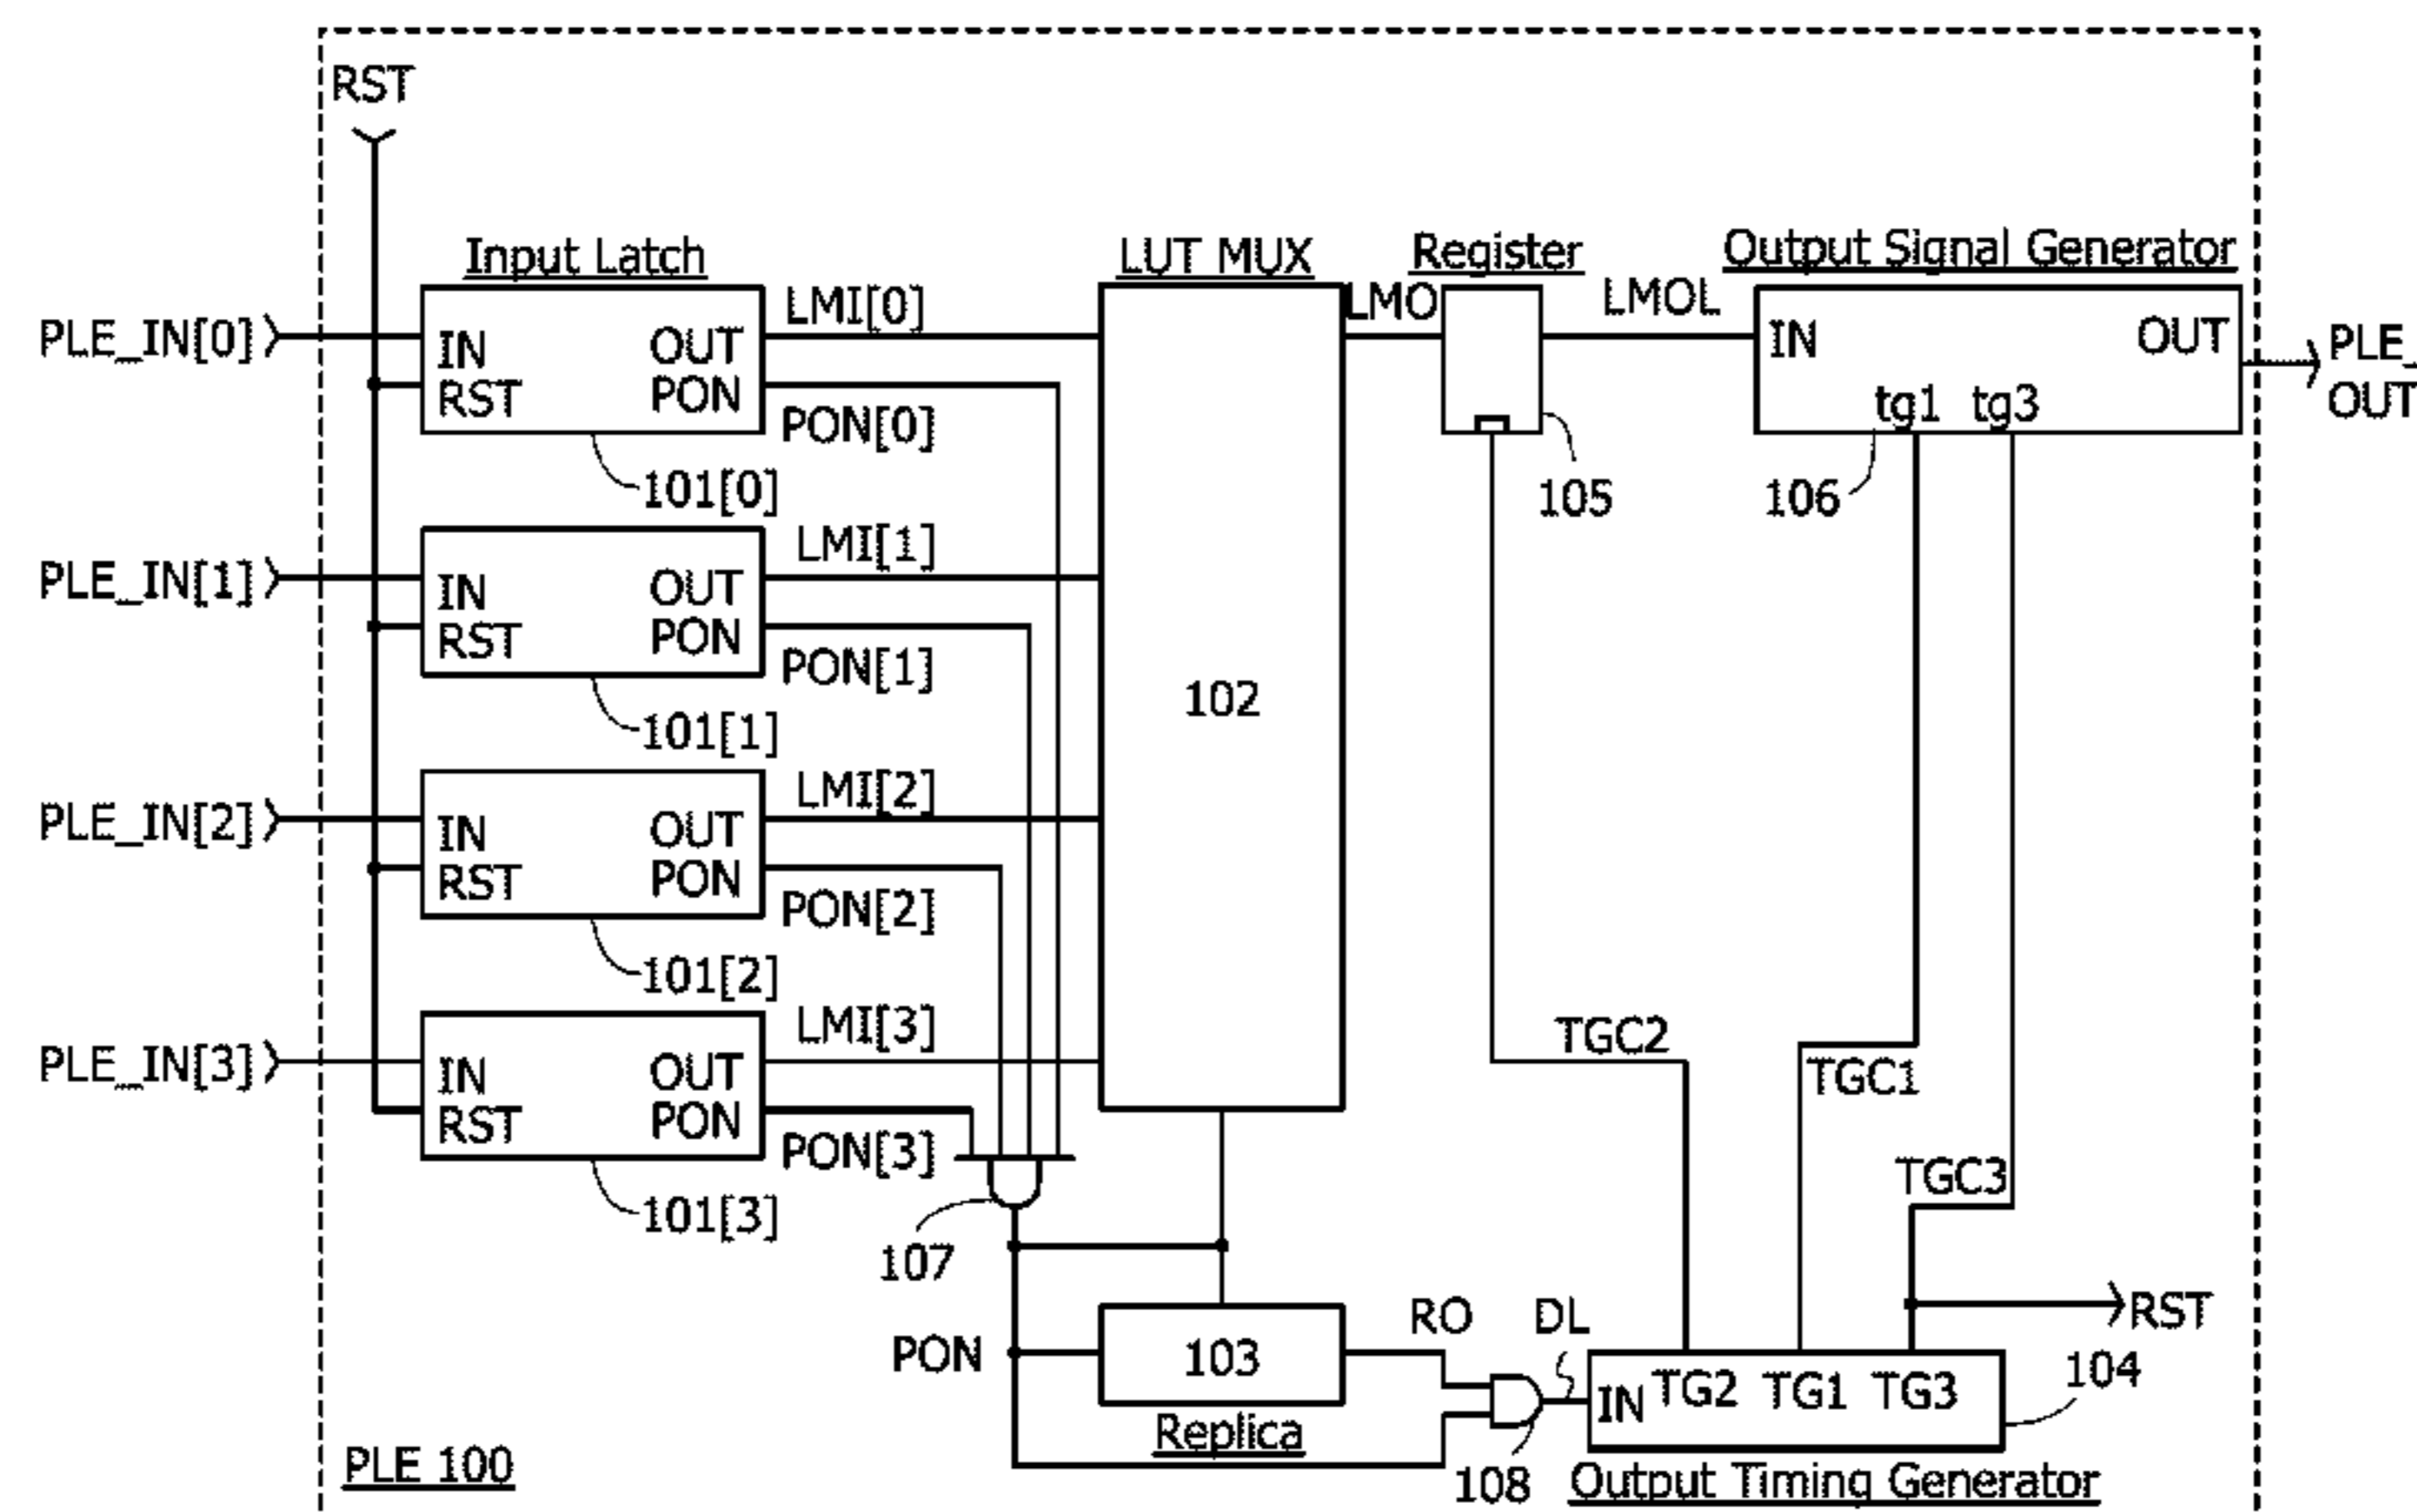 RST
Input Latch
LUT MUX
Register
Output Signal Generator
PLE_IN[0]
IN
RST
OUT
PON
LMI[0]
PON[0]
101[0]
LMO
LMOL
105
IN
OUT
tg1
tg3
106
PLE_
OUT
PLE_IN[1]
IN
RST
OUT
PON
LMI[1]
PON[1]
101[1]
102
PLE_IN[2]
IN
RST
OUT
PON
LMI[2]
PON[2]
101[2]
PLE_IN[3]
IN
RST
OUT
PON
LMI[3]
PON[3]
101[3]
TGC2
TGC1
TGC3
107
PON
103
Replica
RO
DL
108
RST
IN
TG2
TG1
TG3
104
Output Timing Generator
PLE 100